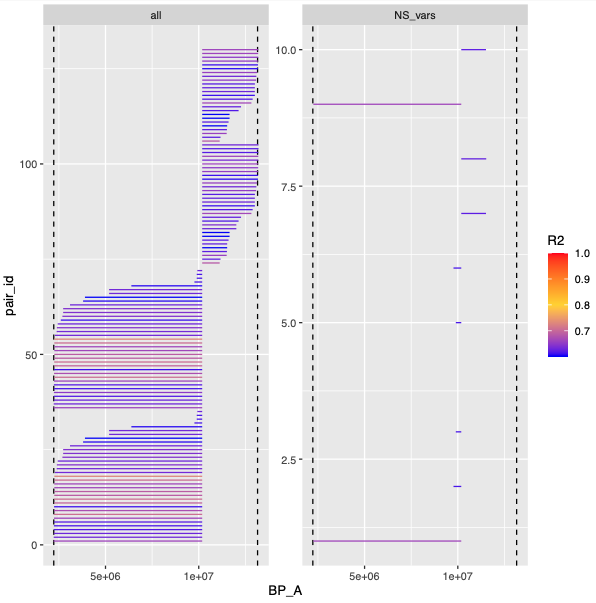 all
NS_vars
pair_id
100
50
0
10.0
7.5
5.0
2.5
5e+06
1e+07
5e+06
1e+07
BP_A
R2
1.0
0.9
0.8
0.7